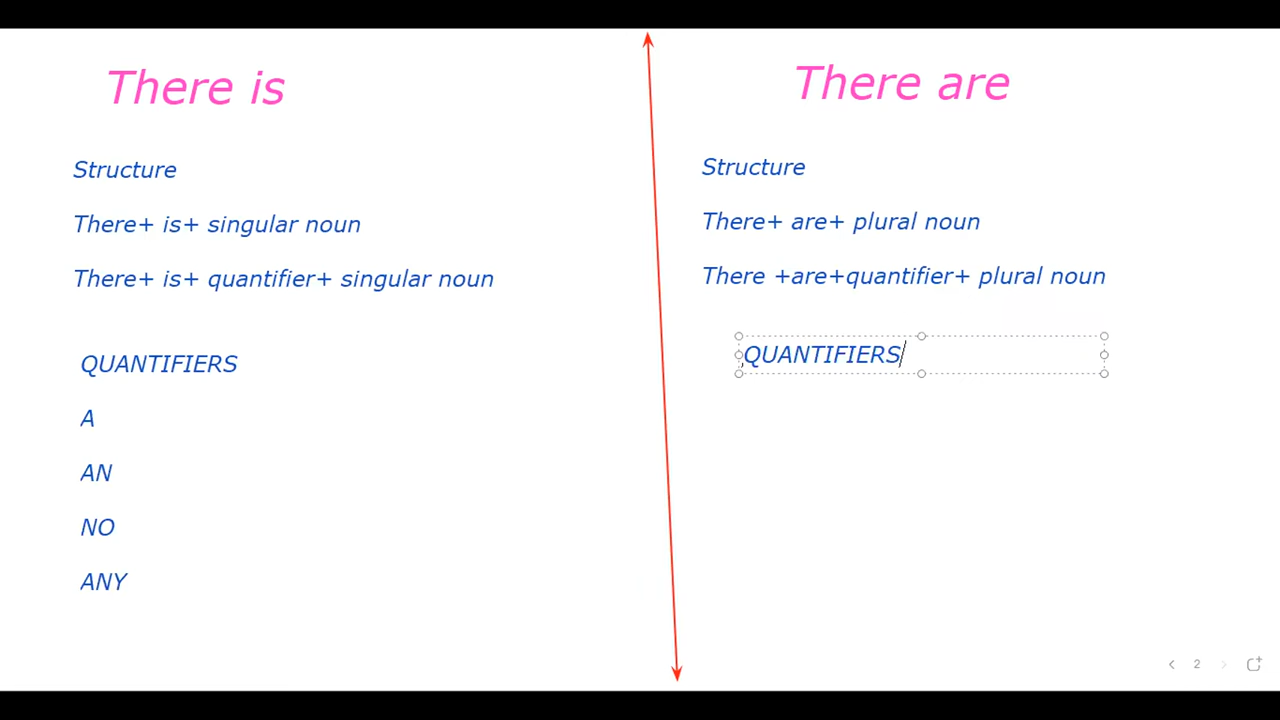 There is
Structure
There+ is+ singular noun
There+ is+ quantifier+ singular noun
QUANTIFIERS
A
AN
NO
ANY
There are
Structure
There+ are+ plural noun
There +are+quantifier+ plural noun
QUANTIFIERS
2